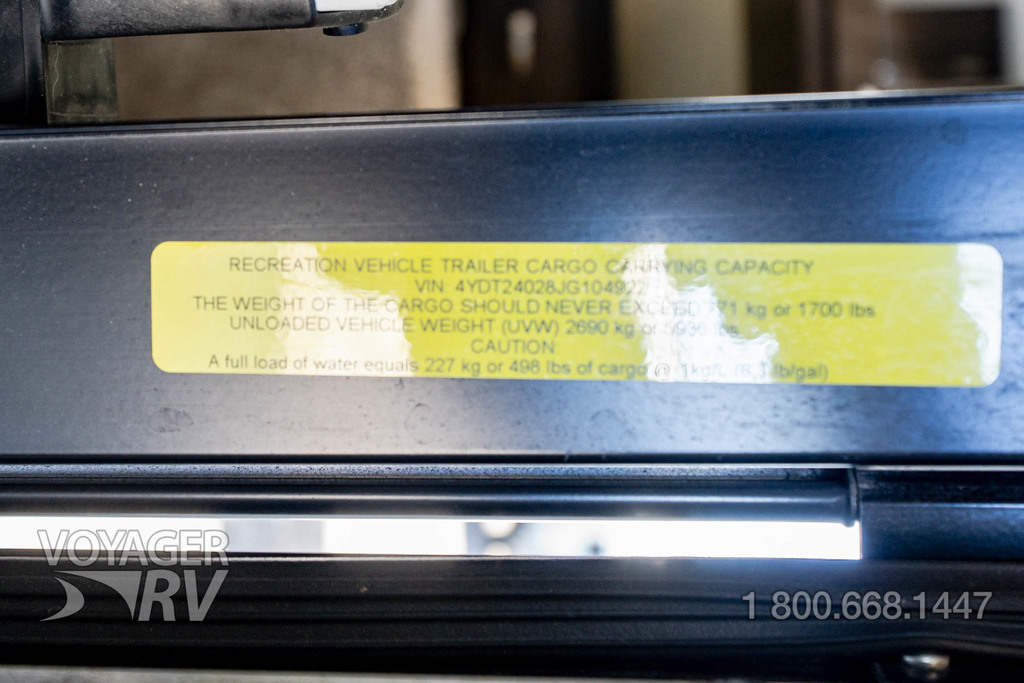 RECREATION VEHICLE TRAILER CARGO CARRYING CAPACITY
VIN: 4YDT24028JG104922
THE WEIGHT OF THE CARGO SHOULD NEVER EXCEED 771 kg or 1700 lbs
UNLOADED VEHICLE WEIGHT (UVW) 2690 kg or 5930 lbs
CAUTION:
A full load of water equals 227 kg or 498 lbs of cargo @ 1kg/L (8.3 lb/gal)
VOYAGER
RV
1 800.668.1447